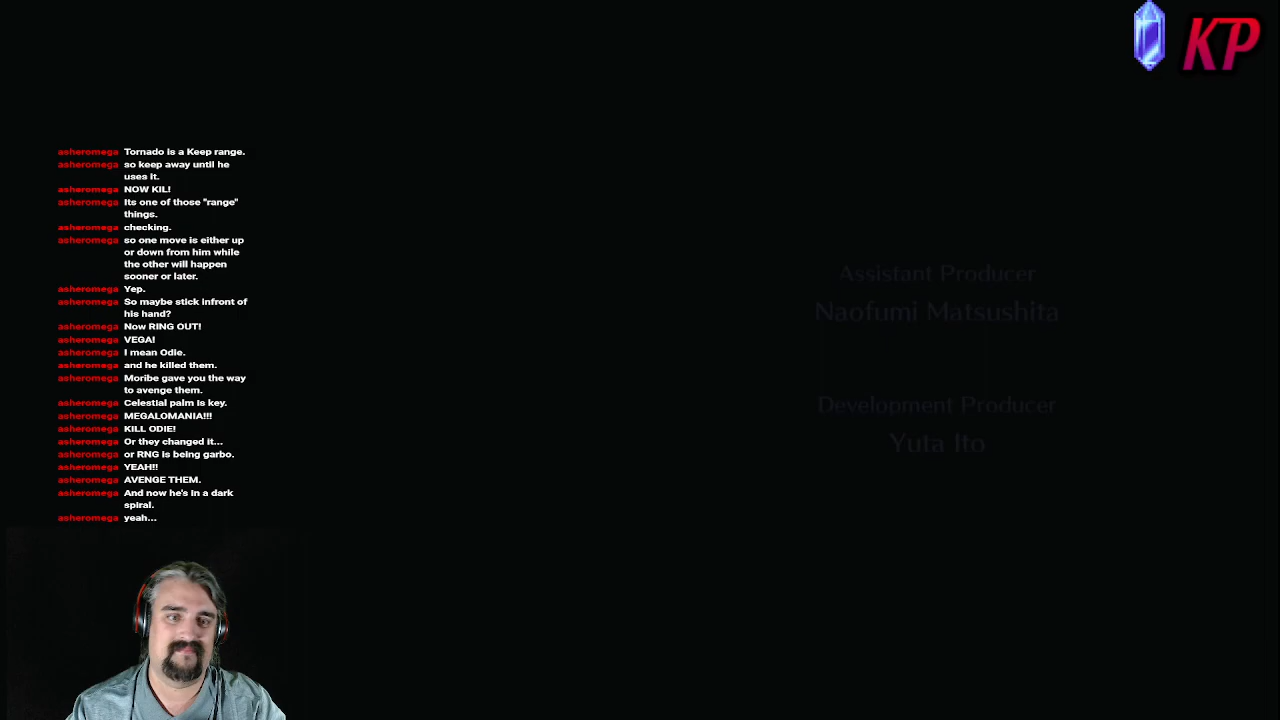 KP
asheromega Tornado is a Keep range.
asheromega so keep away until he
uses it.
asheromega NOW KIL!
asheromega Its one of those "range"
things.
asheromega checking.
asheromega so one move is either up
or down from him while
the other will happen
sooner or later.
asheromega Yep.
asheromega So maybe stick infront of
his hand?
asheromega Now RING OUT!
asheromega VEGA!
asheromega I mean Odie.
asheromega and he killed them.
asheromega Moribe gave you the way
to avenge them.
asheromega Celestial palm is key.
asheromega MEGALOMANIA!!!
asheromega KILL ODIE!
asheromega Or they changed it...
asheromega or RNG is being garbo.
asheromega YEAH!!
asheromega AVENGE THEM.
asheromega And now he's in a dark
spiral.
asheromega yeah...
Assistant Producer
Naofumi Matsushita
Development Producer
Yuta Ito